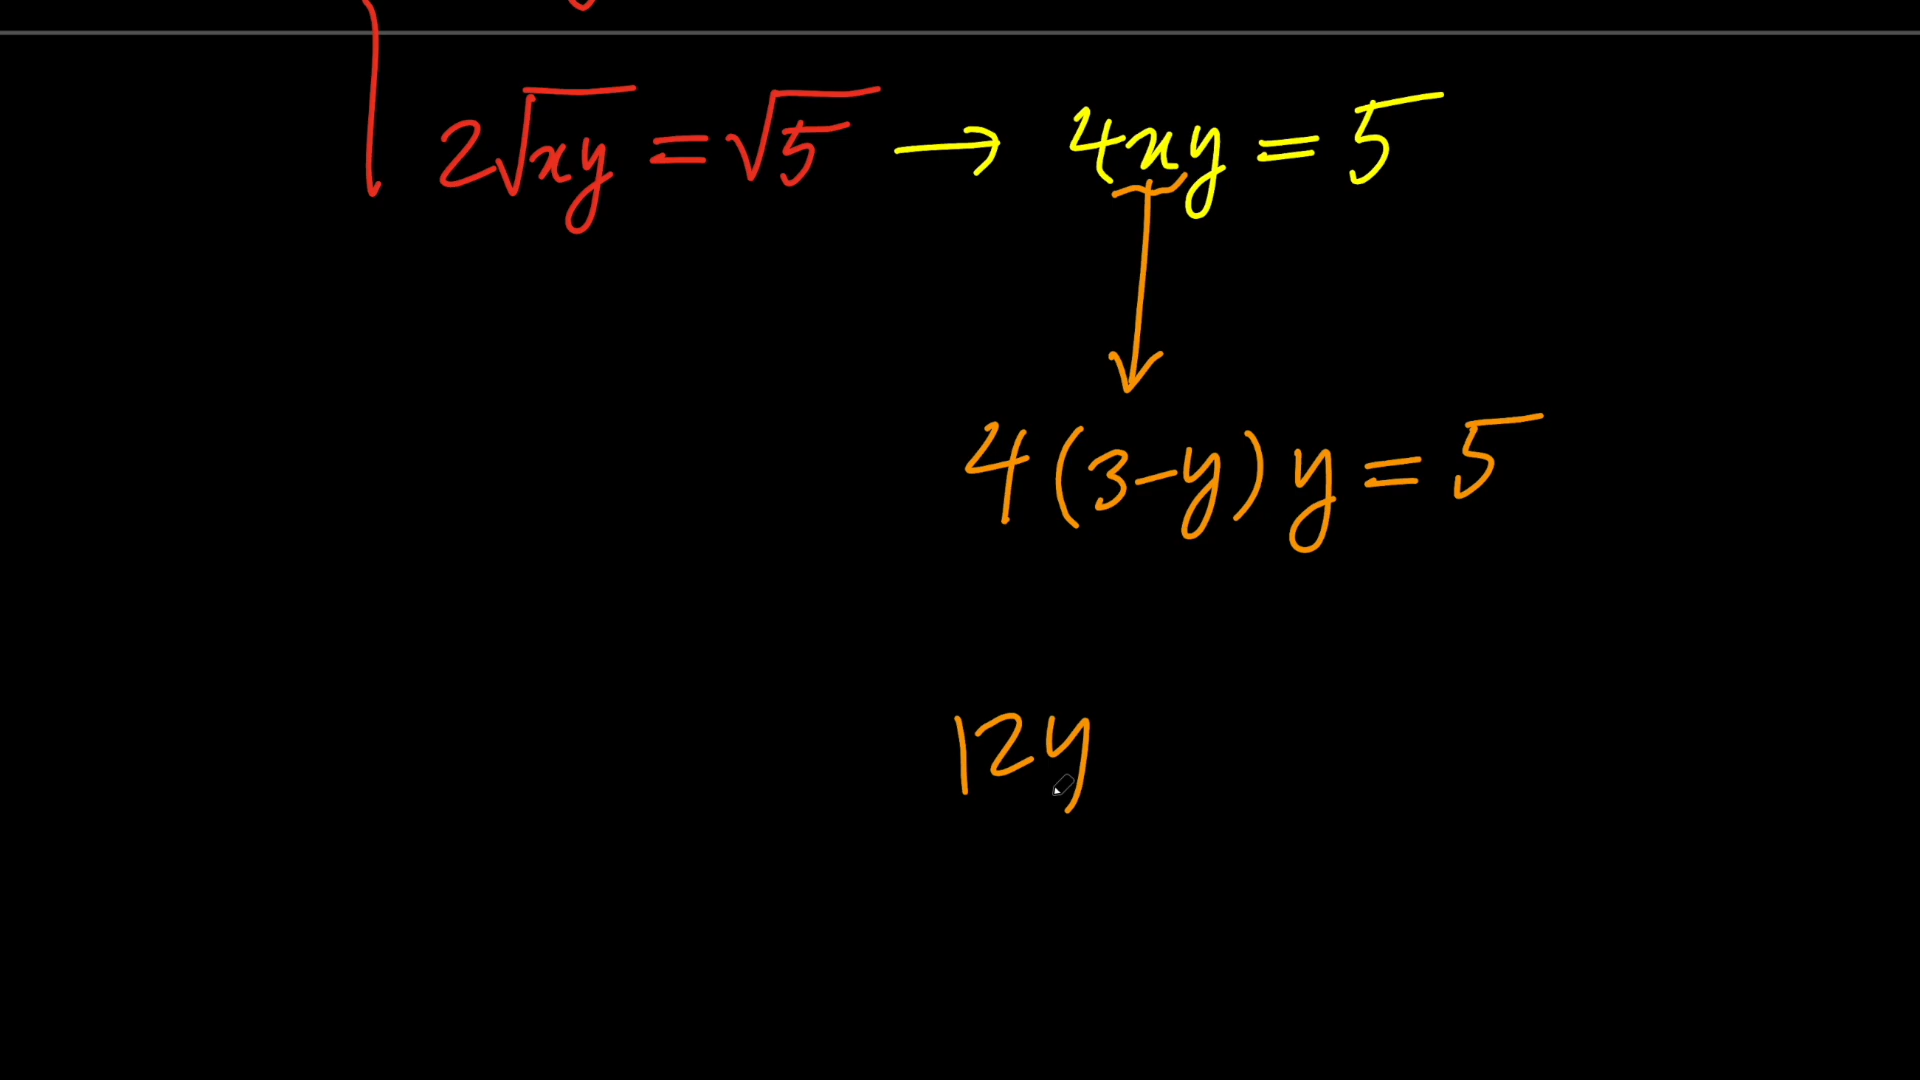 2√xy = √5 → 4xy = 5
4(3-y)y = 5
12y